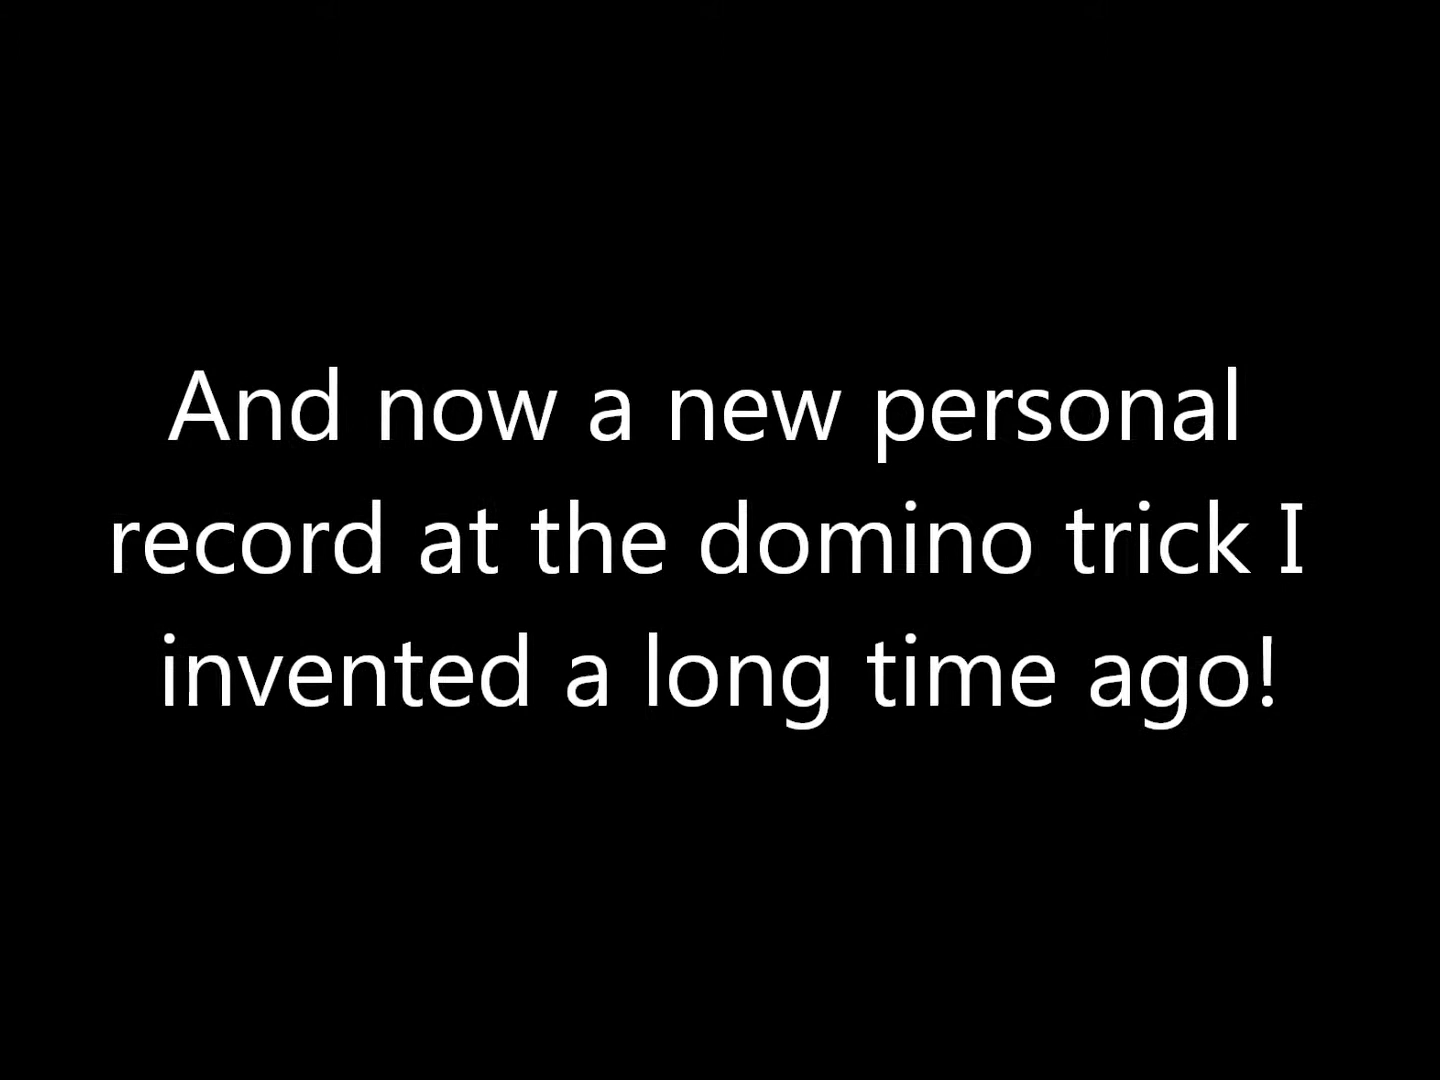 And now a new personal
record at the domino trick I
invented a long time ago!